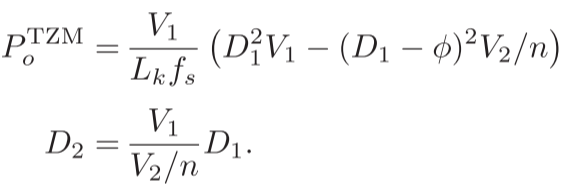 P_o^{TZM} = \frac{V_1}{L_k f_s} \left( D_1^2 V_1 - (D_1 - \phi)^2 V_2/n \right)
D_2 = \frac{V_1}{V_2/n} D_1.